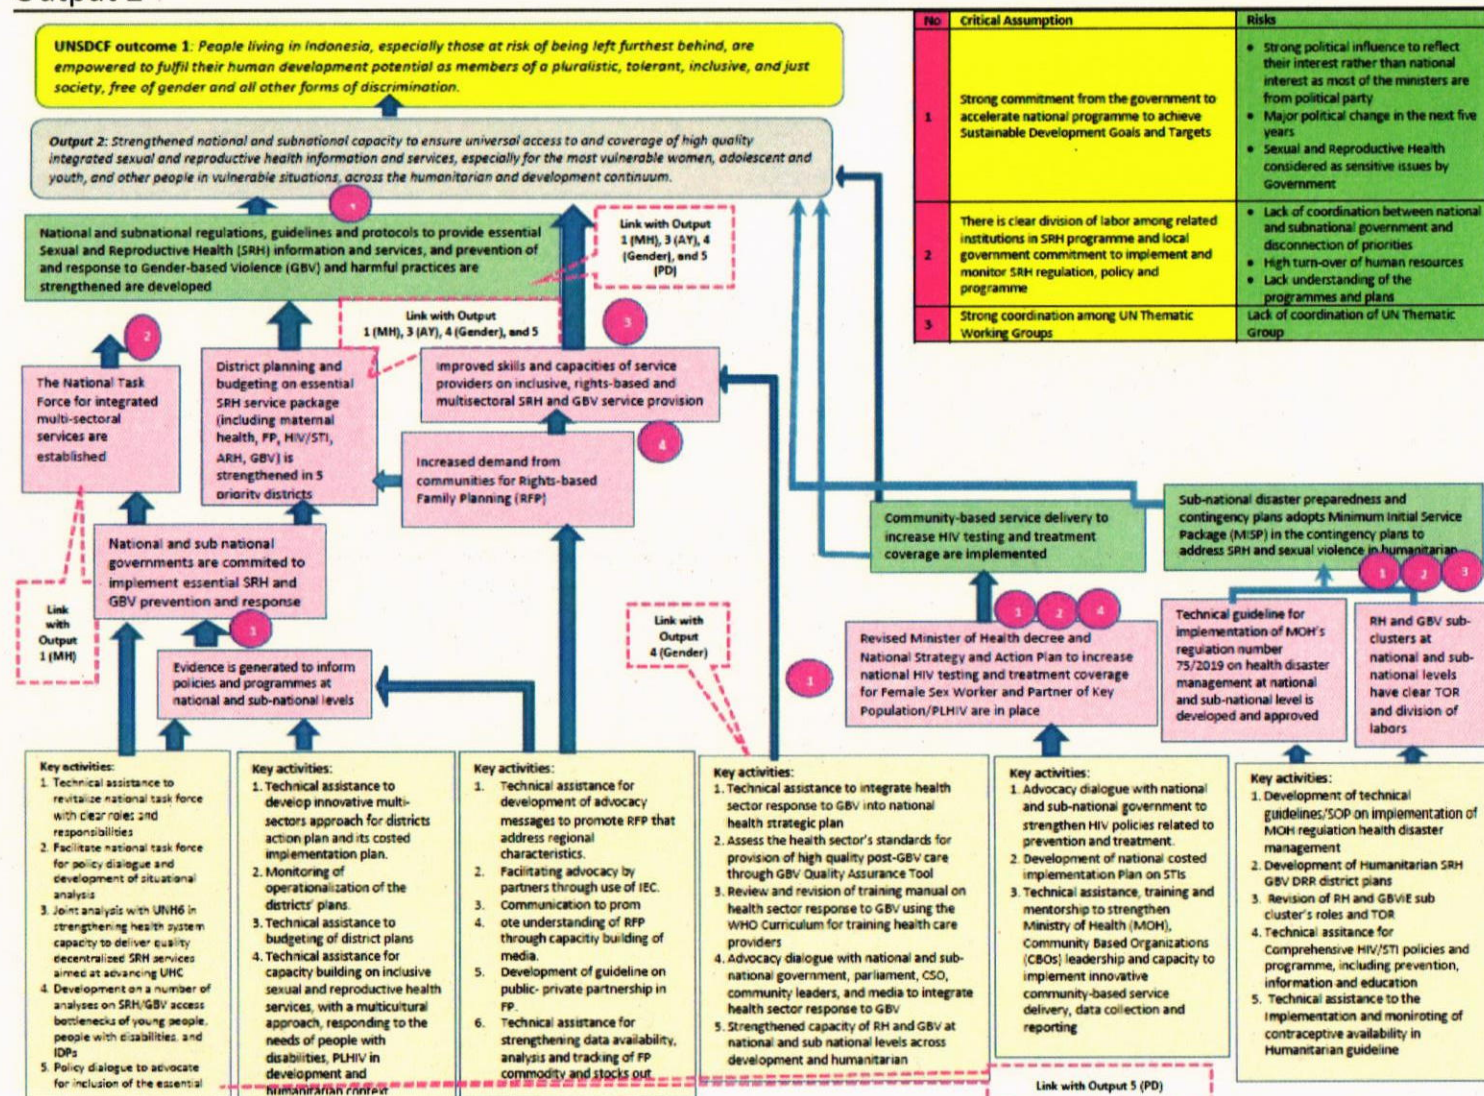 UNSDCF outcome 1: People living in Indonesia, especially those at risk of being left furthest behind, are
empowered to fulfil their human development potential as members of a pluralistic, tolerant, inclusive, and just
society, free of gender and all other forms of discrimination.
Output 2: Strengthened national and subnational capacity to ensure universal access to and coverage of high quality
integrated sexual and reproductive health information and services, especially for the most vulnerable women, adolescent and
youth, and other people in vulnerable situations, across the humanitarian and development continuum.
No
Critical Assumption
Risks
1
Strong commitment from the government to
accelerate national programme to achieve
Sustainable Development Goals and Targets
• Strong political influence to reflect
their interest rather than national
interest as most of the ministers are
from political party
• Major political change in the next five
years
• Sexual and Reproductive Health
considered as sensitive issues by
Government
2
There is clear division of labor among related
institutions in SRH programme and local
government commitment to implement and
monitor SRH regulation, policy and
programme
• Lack of coordination between national
and subnational government and
disconnection of priorities
• High turn-over of human resources
• Lack understanding of the
programmes and plans
3
Strong coordination among UN Thematic
Working Groups
Lack of coordination of UN Thematic
Group
National and subnational regulations, guidelines and protocols to provide essential
Sexual and Reproductive Health (SRH) information and services, and prevention of
and response to Gender-based Violence (GBV) and harmful practices are
strengthened are developed
Link with Output
1 (MH), 3 (AY), 4
(Gender), and 5
(PD)
Link with Output
1 (MH), 3 (AY), 4 (Gender), and 5
2
3
The National Task
Force for integrated
multi-sectoral
services are
established
District planning and
budgeting on essential
SRH service package
(including maternal
health, FP, HIV/STI,
ARH, GBV) is
strengthened in 5
priority districts
Improved skills and capacities of service
providers on inclusive, rights-based and
multisectoral SRH and GBV service provision
4
Increased demand from
communities for Rights-based
Family Planning (RFP)
National and sub national
governments are commited to
implement essential SRH and
GBV prevention and response
Link
with
Output
1 (MH)
Evidence is generated to inform
policies and programmes at
national and sub-national levels
Link with
Output
4 (Gender)
Community-based service delivery to
increase HIV testing and treatment
coverage are implemented
Sub-national disaster preparedness and
contingency plans adopts Minimum Initial Service
Package (MISP) in the contingency plans to
address SRH and sexual violence in humanitarian
1 2 3
1 2 4
1
Revised Minister of Health decree and
National Strategy and Action Plan to increase
national HIV testing and treatment coverage
for Female Sex Worker and Partner of Key
Population/PLHIV are in place
Technical guideline for
implementation of MOH's
regulation number
75/2019 on health disaster
management at national
and sub-national level is
developed and approved
RH and GBV sub-
clusters at
national and sub-
national levels
have clear TOR
and division of
labors
Key activities:
1. Technical assistance to
revitalize national task force
with clear roles and
responsibilities
2. Facilitate national task force
for policy dialogue and
development of situational
analysis
3. Joint analysis with UNH6 in
strengthening health system
capacity to deliver quality
decentralized SRH services
aimed at advancing UHC
4. Development on a number of
analyses on SRH/GBV access
bottlenecks of young people,
people with disabilities, and
IDPs
5. Policy dialogue to advocate
for inclusion of the essential
Key activities:
1. Technical assistance to
develop innovative multi-
sectors approach for districts
action plan and its costed
implementation plan.
2. Monitoring of
operationalization of the
districts' plans.
3. Technical assistance to
budgeting of district plans
4. Technical assistance for
capacity building on inclusive
sexual and reproductive health
services, with a multicultural
approach, responding to the
needs of people with
disabilities, PLHIV in
development and
humanitarian context
Key activities:
1. Technical assistance for
development of advocacy
messages to promote RFP that
address regional
characteristics.
2. Facilitating advocacy by
partners through use of IEC.
3. Communication to prom
4. ote understanding of RFP
through capacitiy building of
media.
5. Development of guideline on
public- private partnership in
FP.
6. Technical assistance for
strengthening data availability,
analysis and tracking of FP
commodity and stocks out
Key activities:
1. Technical assistance to integrate health
sector response to GBV into national
health strategic plan
2. Assess the health sector's standards for
provision of high quality post-GBV care
through GBV Quality Assurance Tool
3. Review and revision of training manual on
health sector response to GBV using the
WHO Curriculum for training health care
providers
4. Advocacy dialogue with national and sub-
national government, parliament, CSO,
community leaders, and media to integrate
health sector response to GBV
5. Strengthened capacity of RH and GBV at
national and sub national levels across
development and humanitarian
Key activities:
1. Advocacy dialogue with national
and sub-national government to
strengthen HIV policies related to
prevention and treatment.
2. Development of national costed
implementation Plan on STIs
3. Technical assistance, training and
mentorship to strengthen
Ministry of Health (MOH),
Community Based Organizations
(CBOs) leadership and capacity to
implement innovative
community-based service
delivery, data collection and
reporting
Key activities:
1. Development of technical
guidelines/SOP on implementation of
MOH regulation health disaster
management
2. Development of Humanitarian SRH
GBV DRR district plans
3. Revision of RH and GBViE sub
cluster's roles and TOR
4. Technical assitance for
Comprehensive HIV/STI policies and
programme, including prevention,
information and education
5. Technical assistance to the
Implementation and moniroting of
contraceptive availability in
Humanitarian guideline
Link with Output 5 (PD)